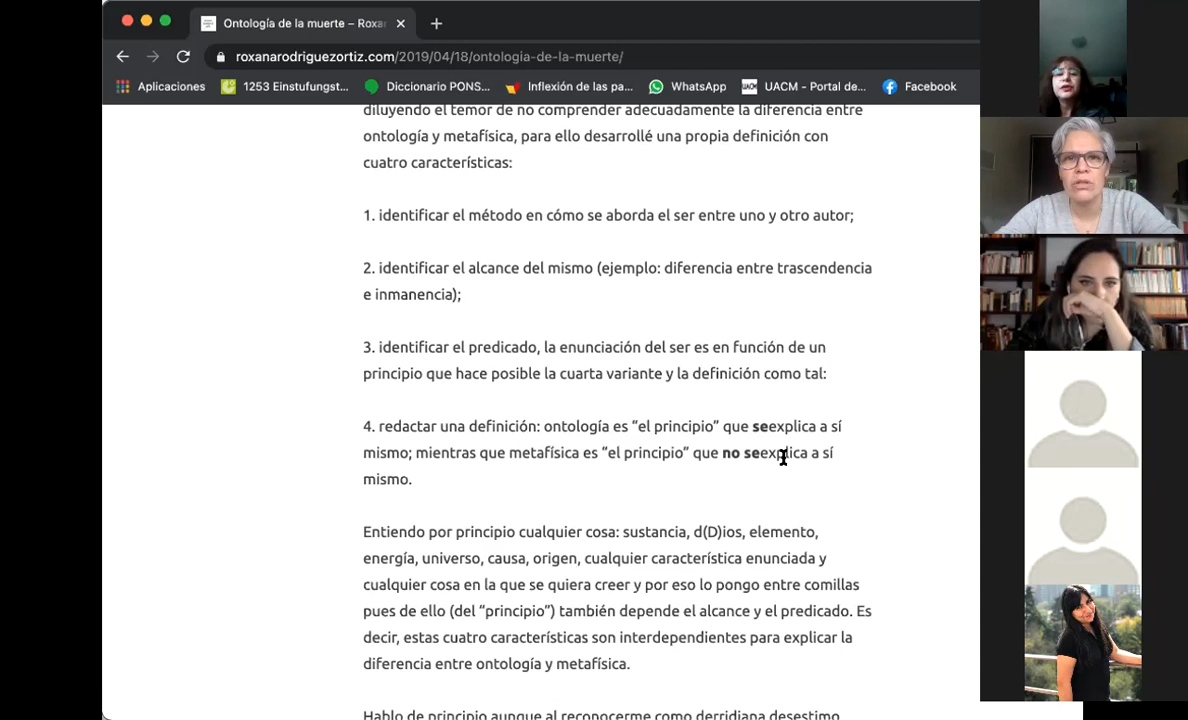 Ontología de la muerte – Roxa
roxanarodriguezortiz.com/2019/04/18/ontologia-de-la-muerte/
Aplicaciones
1253 Einstufungst...
Diccionario PONS...
Inflexión de las pa...
WhatsApp
UACM - Portal de...
Facebook
diluyendo el temor de no comprender adecuadamente la diferencia entre
ontología y metafísica, para ello desarrollé una propia definición con
cuatro características:
1. identificar el método en cómo se aborda el ser entre uno y otro autor;
2. identificar el alcance del mismo (ejemplo: diferencia entre trascendencia
e inmanencia);
3. identificar el predicado, la enunciación del ser es en función de un
principio que hace posible la cuarta variante y la definición como tal:
4. redactar una definición: ontología es “el principio” que seexplica a sí
mismo; mientras que metafísica es “el principio” que no seexplica a sí
mismo.
Entiendo por principio cualquier cosa: sustancia, d(D)ios, elemento,
energía, universo, causa, origen, cualquier característica enunciada y
cualquier cosa en la que se quiera creer y por eso lo pongo entre comillas
pues de ello (del “principio”) también depende el alcance y el predicado. Es
decir, estas cuatro características son interdependientes para explicar la
diferencia entre ontología y metafísica.
Hablo de principio aunque al reconocerme como derridiana desestimo